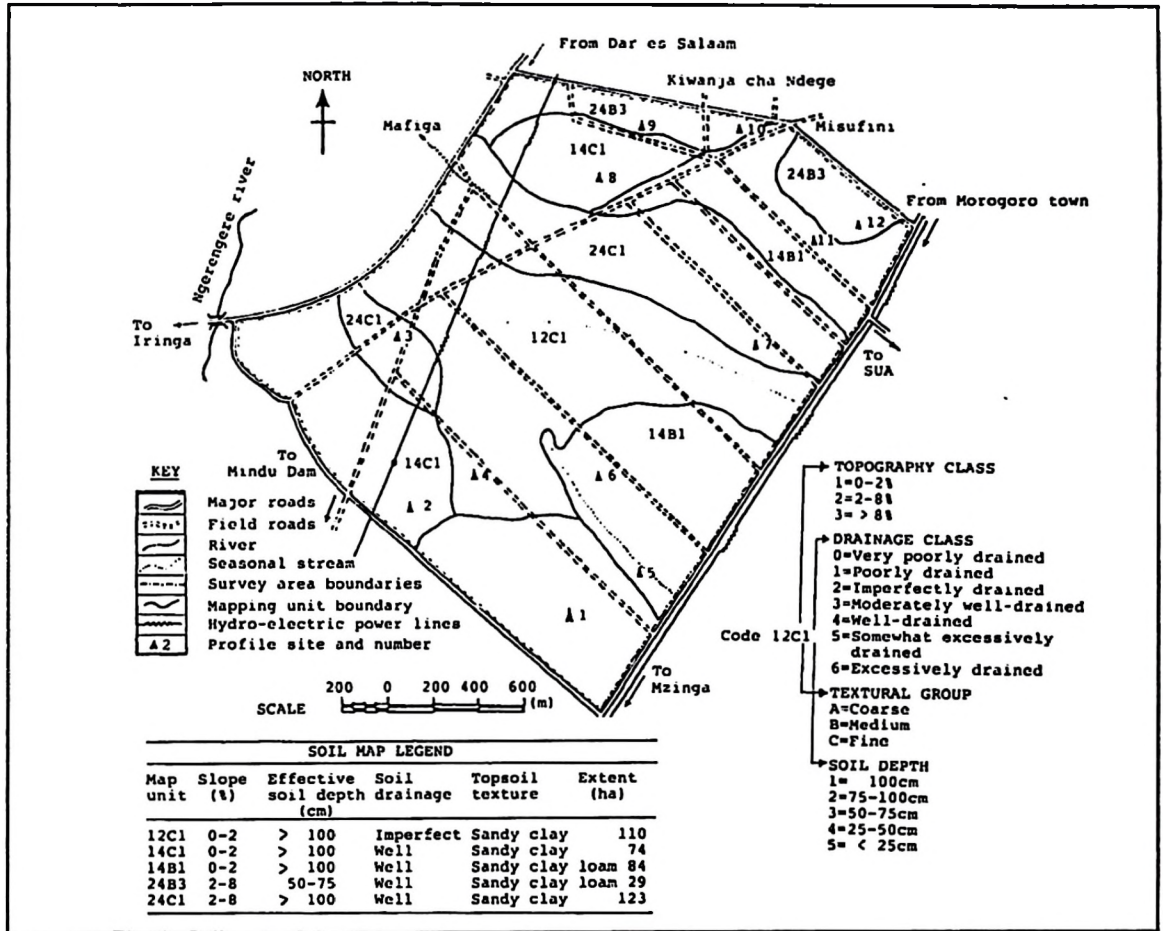 From Dar es Salaam
NORTH
Kiwanja cha Ndege
24B3
Mafiga
9
10
Misufini
14C1
8
24B3
From Morogoro town
Ngerengere river
12
11
24C1
14B1
To
Iringa
24C1
3
12C1
7
To
SUA
14B1
To
Mindu Dam
14C1
4
6
2
5
1
To
Mzinga
KEY
Major roads
Field roads
River
Seasonal stream
Survey area boundaries
Mapping unit boundary
Hydro-electric power lines
2 Profile site and number
SCALE 200 0 200 400 600 (m)
Code 12C1
TOPOGRAPHY CLASS
1=0-2%
2=2-8%
3= >8%
DRAINAGE CLASS
0=Very poorly drained
1=Poorly drained
2=Imperfectly drained
3=Moderately well-drained
4=Well-drained
5=Somewhat excessively
drained
6=Excessively drained
TEXTURAL GROUP
A=Coarse
B=Medium
C=Fine
SOIL DEPTH
1= 100cm
2=75-100cm
3=50-75cm
4=25-50cm
5= < 25cm
SOIL MAP LEGEND
Map Slope Effective Soil Topsoil Extent
unit (%) soil depth drainage texture (ha)
(cm)
12C1 0-2 > 100 Imperfect Sandy clay 110
14C1 0-2 > 100 Well Sandy clay 74
14B1 0-2 > 100 Well Sandy clay loam 84
24B3 2-8 50-75 Well Sandy clay loam 29
24C1 2-8 > 100 Well Sandy clay 123